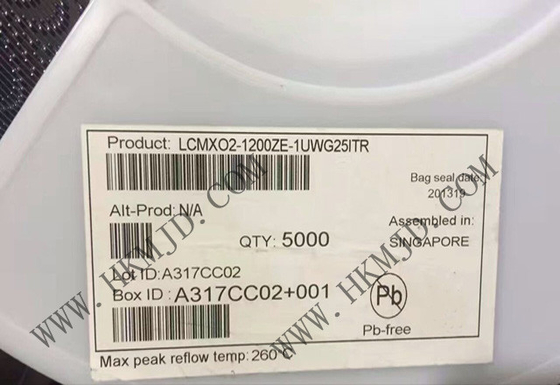 Product: LCMXO2-1200ZE-1UWG25ITR
Bag seal date:
201319
Alt-Prod: N/A
Assembled in:
SINGAPORE
QTY: 5000
Lot ID:A317CC02
Box ID : A317CC02+001
Pb
Pb-free
Max peak reflow temp: 260 C
WWW.HKMJD.COM
WWW.HKMJD.COM